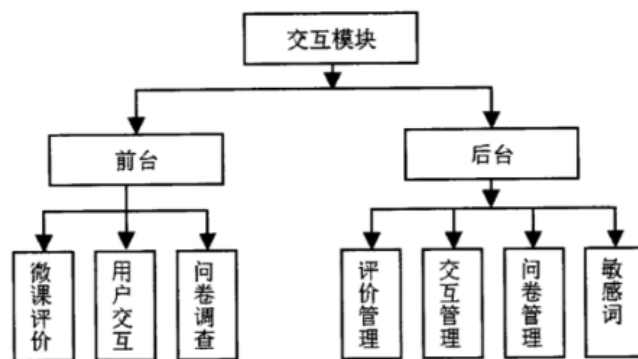 交互模块
前台
后台
微课评价
用户交互
问卷调查
评价管理
交互管理
问卷管理
敏感词